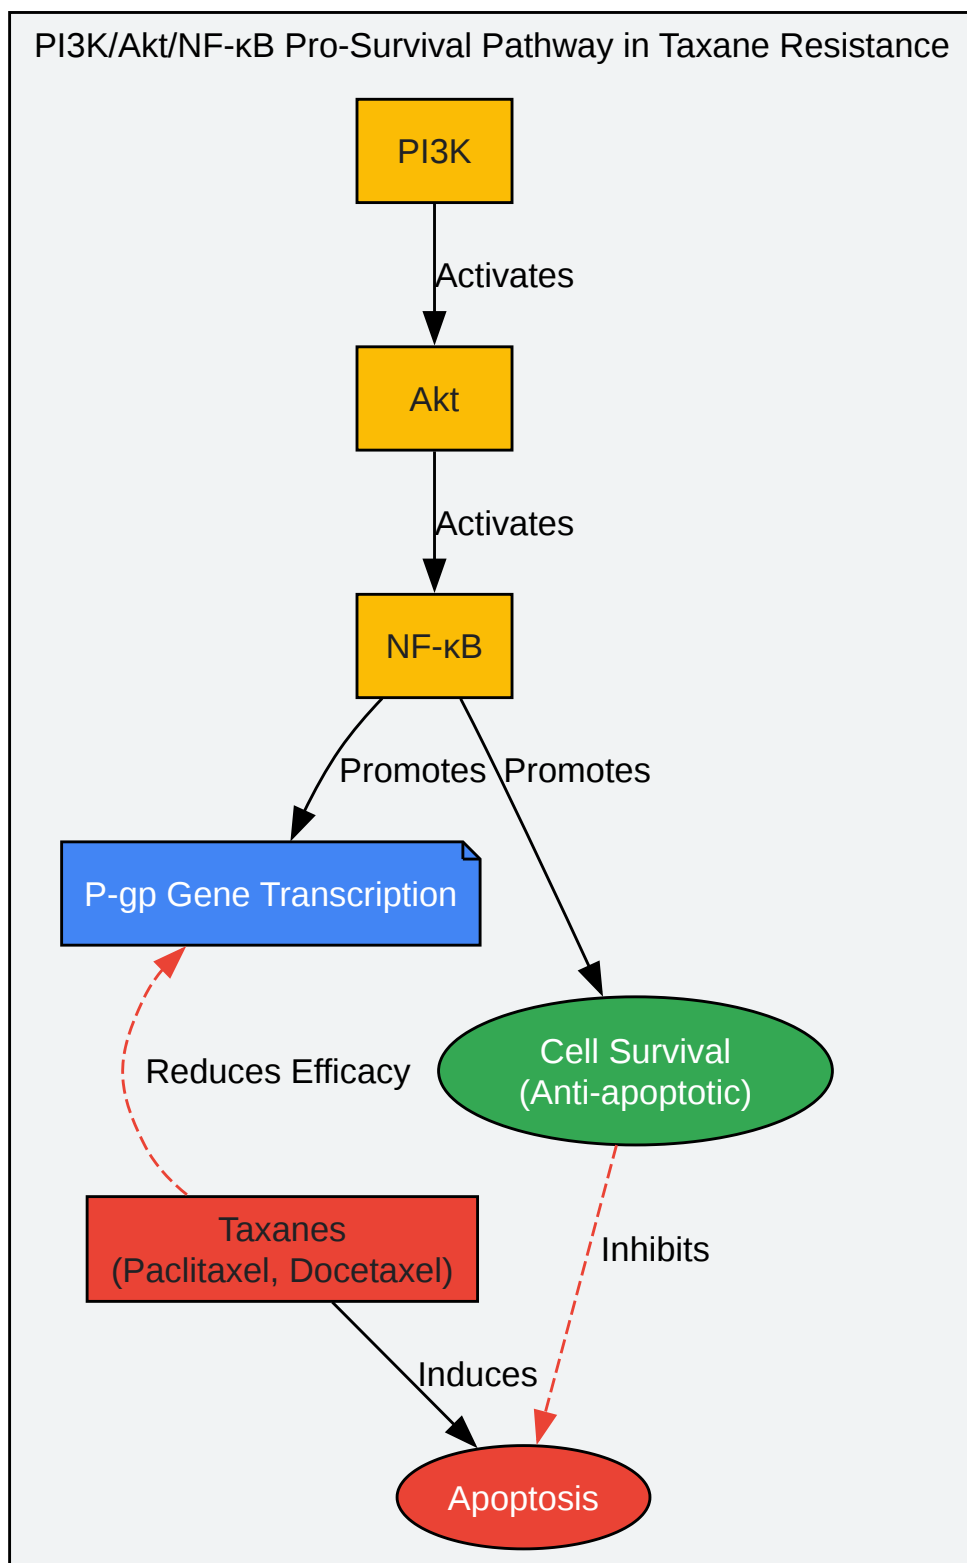 PI3K/Akt/NF-κB Pro-Survival Pathway in Taxane Resistance
PI3K
Activates
Akt
Activates
NF-κB
Promotes
Promotes
P-gp Gene Transcription
Cell Survival
(Anti-apoptotic)
Reduces Efficacy
Taxanes
(Paclitaxel, Docetaxel)
Inhibits
Induces
Apoptosis